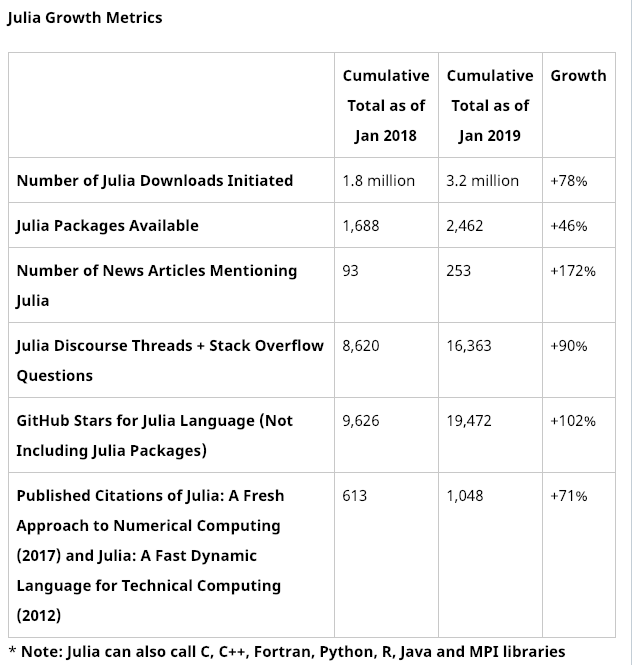 Julia Growth Metrics
Cumulative Total as of Jan 2018
Cumulative Total as of Jan 2019
Growth
Number of Julia Downloads Initiated 1.8 million 3.2 million +78%
Julia Packages Available 1,688 2,462 +46%
Number of News Articles Mentioning 93 253 +172%
Julia
Julia Discourse Threads + Stack Overflow 8,620 16,363 +90%
Questions
GitHub Stars for Julia Language (Not 9,626 19,472 +102%
Including Julia Packages)
Published Citations of Julia: A Fresh 613 1,048 +71%
Approach to Numerical Computing
(2017) and Julia: A Fast Dynamic
Language for Technical Computing
(2012)
* Note: Julia can also call C, C++, Fortran, Python, R, Java and MPI libraries